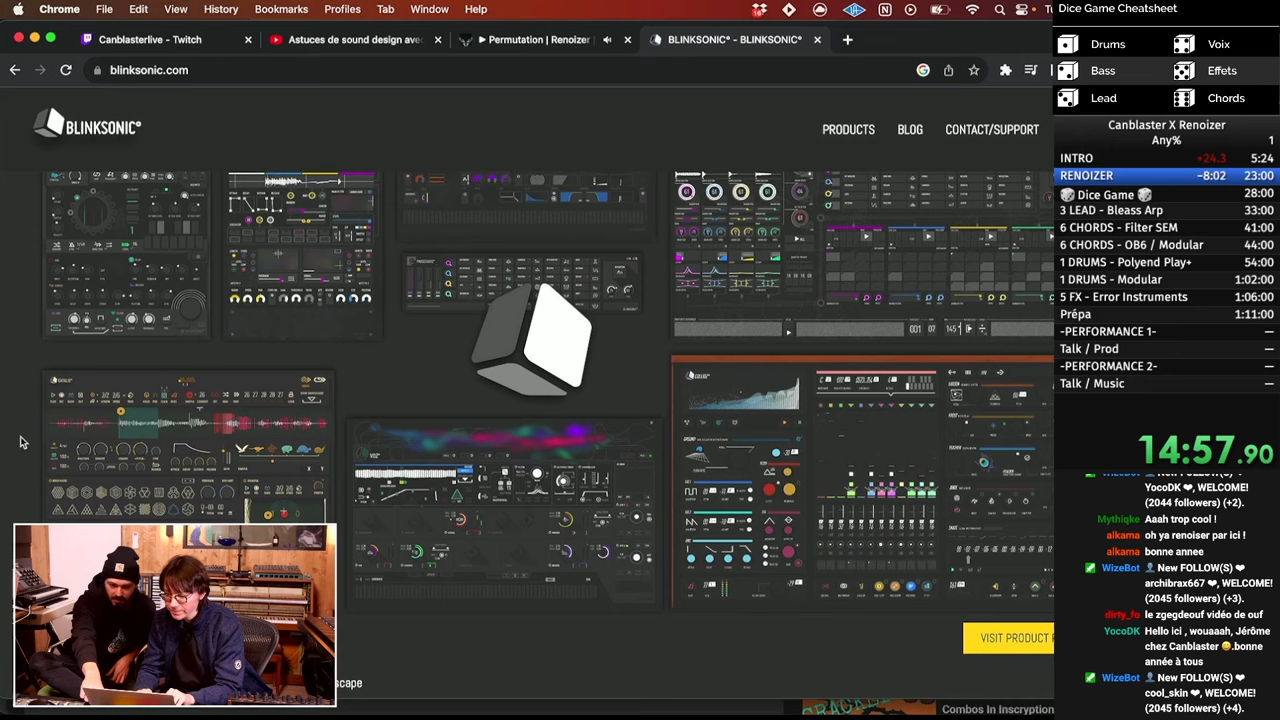 Chrome File Edit View History Bookmarks Profiles Tab Window Help
Canblasterlive - Twitch
Astuces de sound design ave
▶ Permutation | Renoizer
BLINKSONIC° - BLINKSONIC°
blinksonic.com
BLINKSONIC°
PRODUCTS BLOG CONTACT/SUPPORT
VISIT PRODUCT
scape
Combos In Inscryption
Dice Game Cheatsheet
Drums Voix
Bass Effets
Lead Chords
Canblaster X Renoizer
Any% 1
INTRO +24.3 5:24
RENOIZER -8:02 23:00
🎲 Dice Game 🎲 28:00
3 LEAD - Bleass Arp 33:00
6 CHORDS - Filter SEM 41:00
6 CHORDS - OB6 / Modular 44:00
1 DRUMS - Polyend Play+ 54:00
1 DRUMS - Modular 1:02:00
5 FX - Error Instruments 1:06:00
Prépa 1:11:00
-PERFORMANCE 1- —
Talk / Prod —
-PERFORMANCE 2- —
Talk / Music —
14:57.90
WizeBot New FOLLOW(S) ❤
YocoDK ❤, WELCOME!
(2044 followers) (+2).
Mythiqke Aaah trop cool !
alkama oh ya renoiser par ici !
alkama bonne annee
WizeBot New FOLLOW(S) ❤
archibrax667 ❤, WELCOME!
(2045 followers) (+3).
dirty_fo le zgegdeouf vidéo de ouf
YocoDK Hello ici , wouaaah, Jérôme
chez Canblaster 😀.bonne
année à tous
WizeBot New FOLLOW(S) ❤
cool_skin ❤, WELCOME!
(2045 followers) (+4).